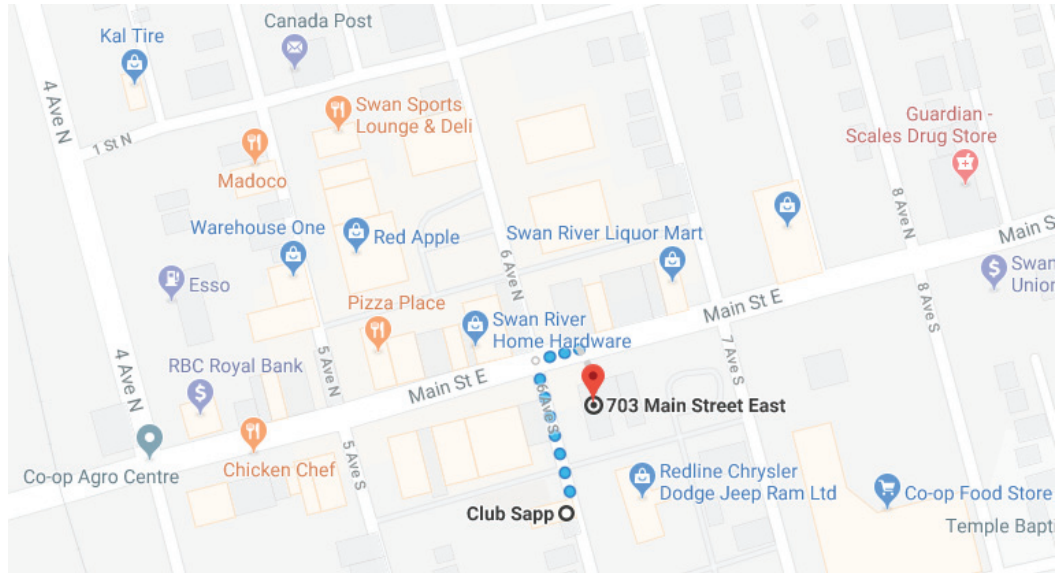 Canada Post
Kal Tire
4 Ave N
1 St N
Swan Sports
Lounge & Deli
Madoco
Guardian -
Scales Drug Store
Warehouse One
Red Apple
Swan River Liquor Mart
6 Ave N
8 Ave N
Main S
Esso
Pizza Place
Swan River
Home Hardware
Main St E
Swan
Union
8 Ave S
5 Ave N
4 Ave N
RBC Royal Bank
Main St E
6 Ave S
7 Ave S
703 Main Street East
Co-op Agro Centre
Chicken Chef
5 Ave S
Redline Chrysler
Dodge Jeep Ram Ltd
Co-op Food Store
Club Sapp
Temple Bapt